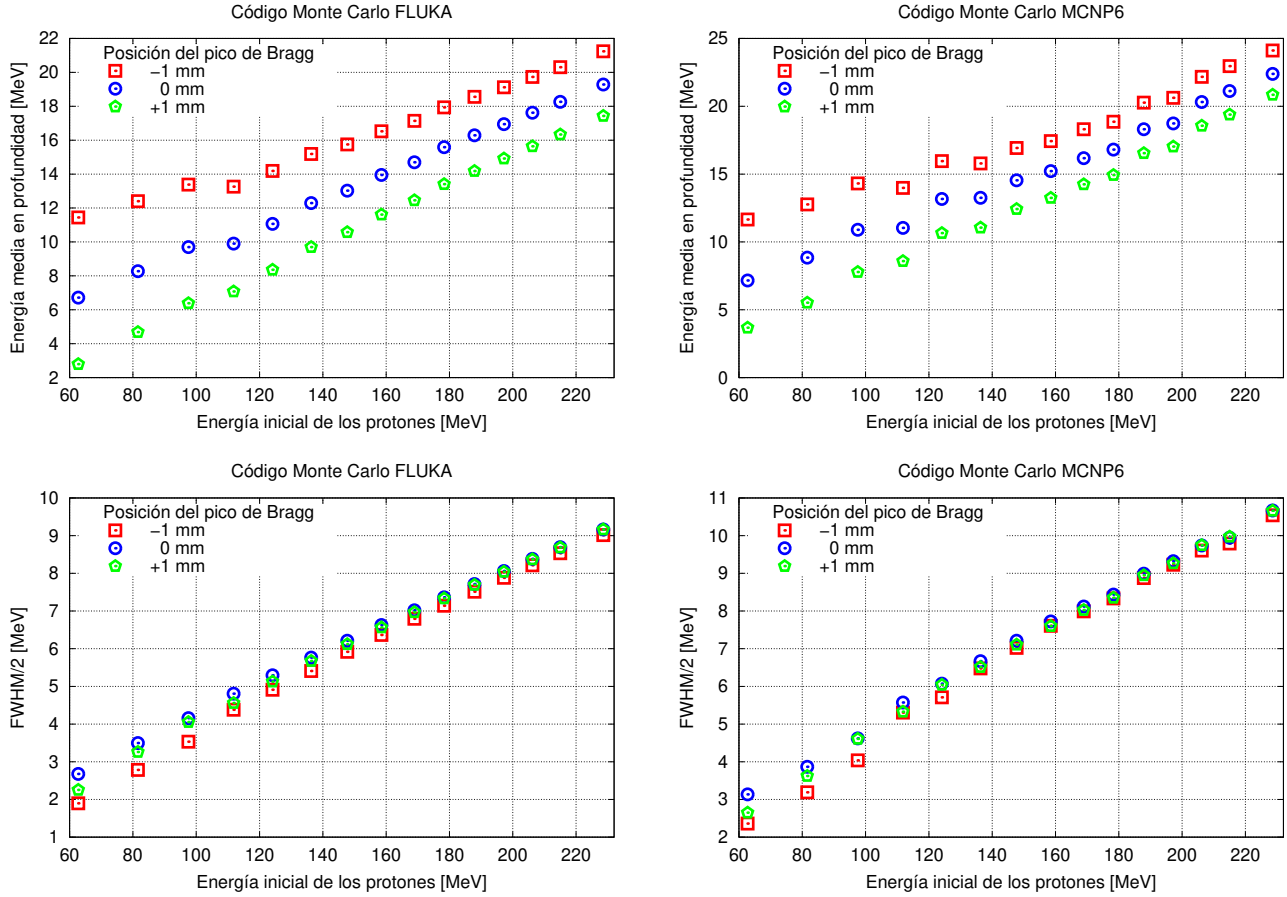 Código Monte Carlo FLUKA
Energía media en profundidad [MeV]
22
20
18
16
14
12
10
8
6
4
2
Posición del pico de Bragg
−1 mm
0 mm
+1 mm
60 80 100 120 140 160 180 200 220
Energía inicial de los protones [MeV]
Código Monte Carlo MCNP6
Energía media en profundidad [MeV]
25
20
15
10
5
0
Posición del pico de Bragg
−1 mm
0 mm
+1 mm
60 80 100 120 140 160 180 200 220
Energía inicial de los protones [MeV]
Código Monte Carlo FLUKA
FWHM/2 [MeV]
10
9
8
7
6
5
4
3
2
1
Posición del pico de Bragg
−1 mm
0 mm
+1 mm
60 80 100 120 140 160 180 200 220
Energía inicial de los protones [MeV]
Código Monte Carlo MCNP6
FWHM/2 [MeV]
11
10
9
8
7
6
5
4
3
2
Posición del pico de Bragg
−1 mm
0 mm
+1 mm
60 80 100 120 140 160 180 200 220
Energía inicial de los protones [MeV]